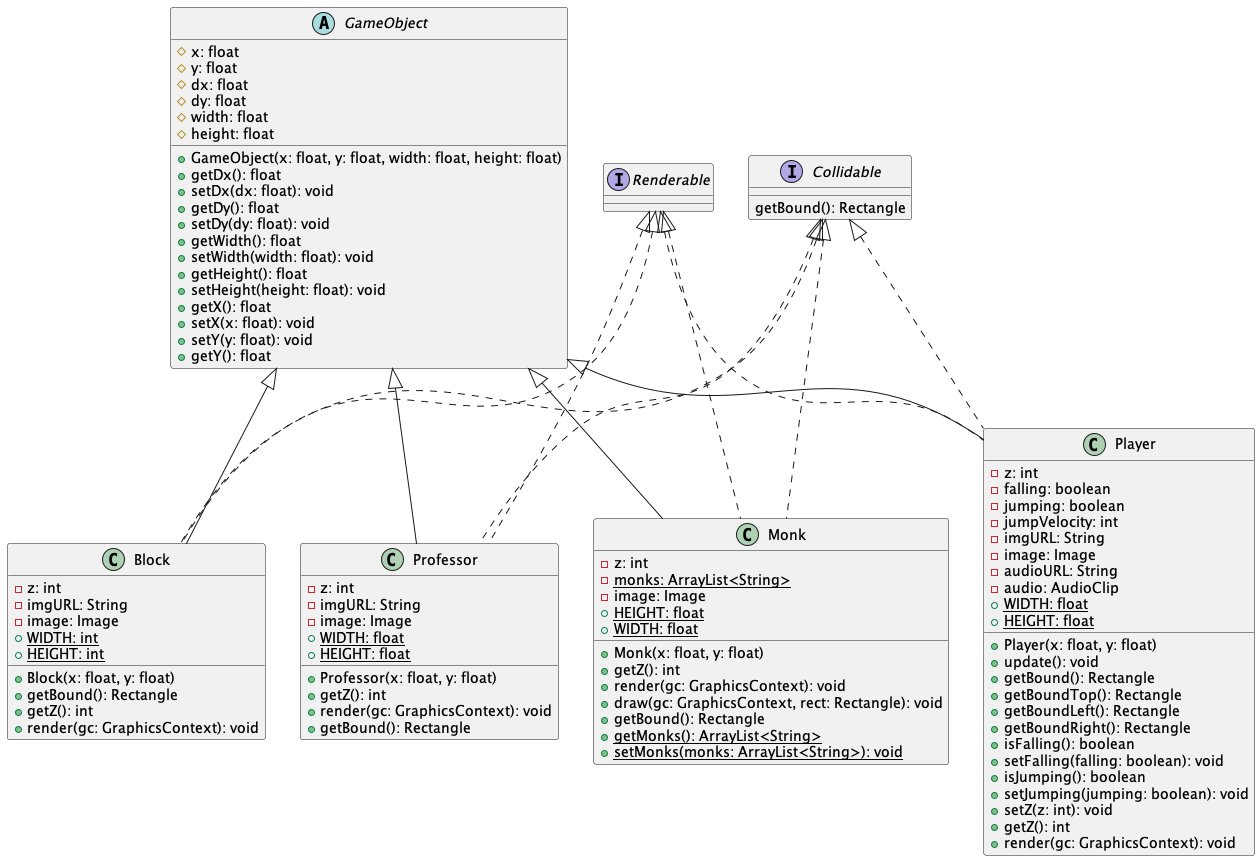 A GameObject
x: float
y: float
dx: float
dy: float
width: float
height: float
GameObject(x: float, y: float, width: float, height: float)
getDx(): float
setDx(dx: float): void
getDy(): float
setDy(dy: float): void
getWidth(): float
setWidth(width: float): void
getHeight(): float
setHeight(height: float): void
getX(): float
setX(x: float): void
setY(y: float): void
getY(): float
I Renderable
I Collidable
getBound(): Rectangle
C Block
z: int
imgURL: String
image: Image
WIDTH: int
HEIGHT: int
Block(x: float, y: float)
getBound(): Rectangle
getZ(): int
render(gc: GraphicsContext): void
C Professor
z: int
imgURL: String
image: Image
WIDTH: float
HEIGHT: float
Professor(x: float, y: float)
getZ(): int
render(gc: GraphicsContext): void
getBound(): Rectangle
C Monk
z: int
monks: ArrayList<String>
image: Image
HEIGHT: float
WIDTH: float
Monk(x: float, y: float)
getZ(): int
render(gc: GraphicsContext): void
draw(gc: GraphicsContext, rect: Rectangle): void
getBound(): Rectangle
getMonks(): ArrayList<String>
setMonks(monks: ArrayList<String>): void
C Player
z: int
falling: boolean
jumping: boolean
jumpVelocity: int
imgURL: String
image: Image
audioURL: String
audio: AudioClip
WIDTH: float
HEIGHT: float
Player(x: float, y: float)
update(): void
getBound(): Rectangle
getBoundTop(): Rectangle
getBoundLeft(): Rectangle
getBoundRight(): Rectangle
isFalling(): boolean
setFalling(falling: boolean): void
isJumping(): boolean
setJumping(jumping: boolean): void
setZ(z: int): void
getZ(): int
render(gc: GraphicsContext): void